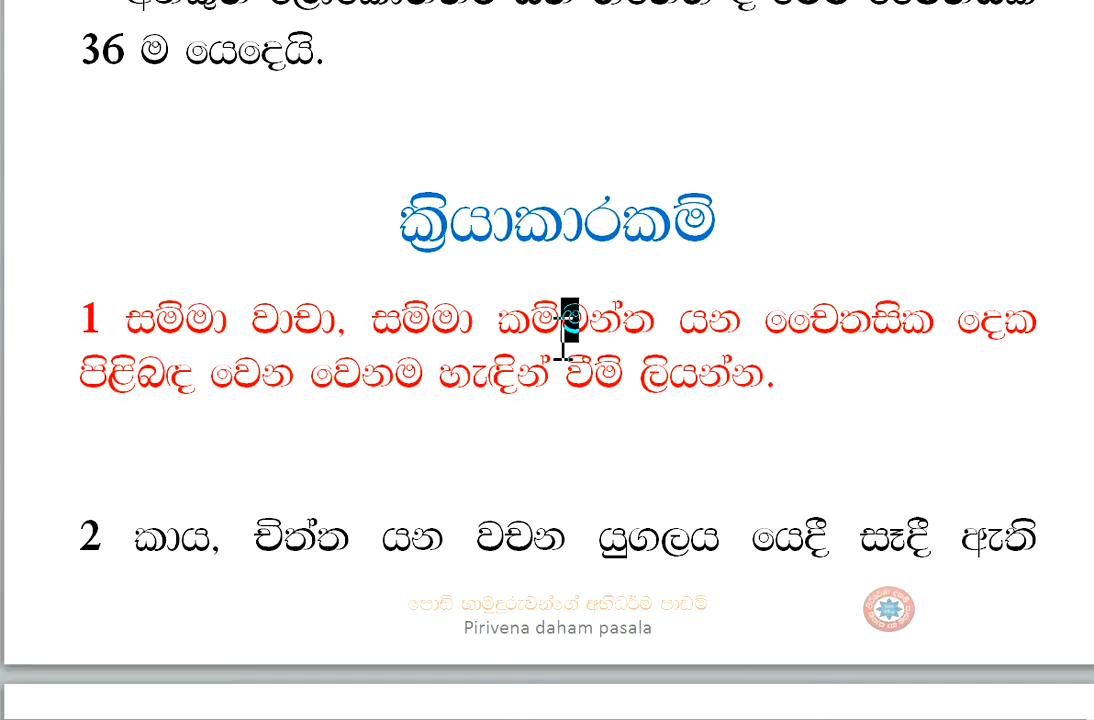 36 ම යෙදෙයි.
ක්‍රියාකාරකම්
1 සම්මා වාචා, සම්මා කම්මන්ත යන චෛතසික දෙක
පිළිබඳ වෙන වෙනම හැඳින් වීම් ලියන්න.
2 කාය, චිත්ත යන වචන යුගලය යෙදී සෑදී ඇති
පොඩි හාමුදුරුවන්ගේ අභිධර්ම පාඩම්
Pirivena daham pasala